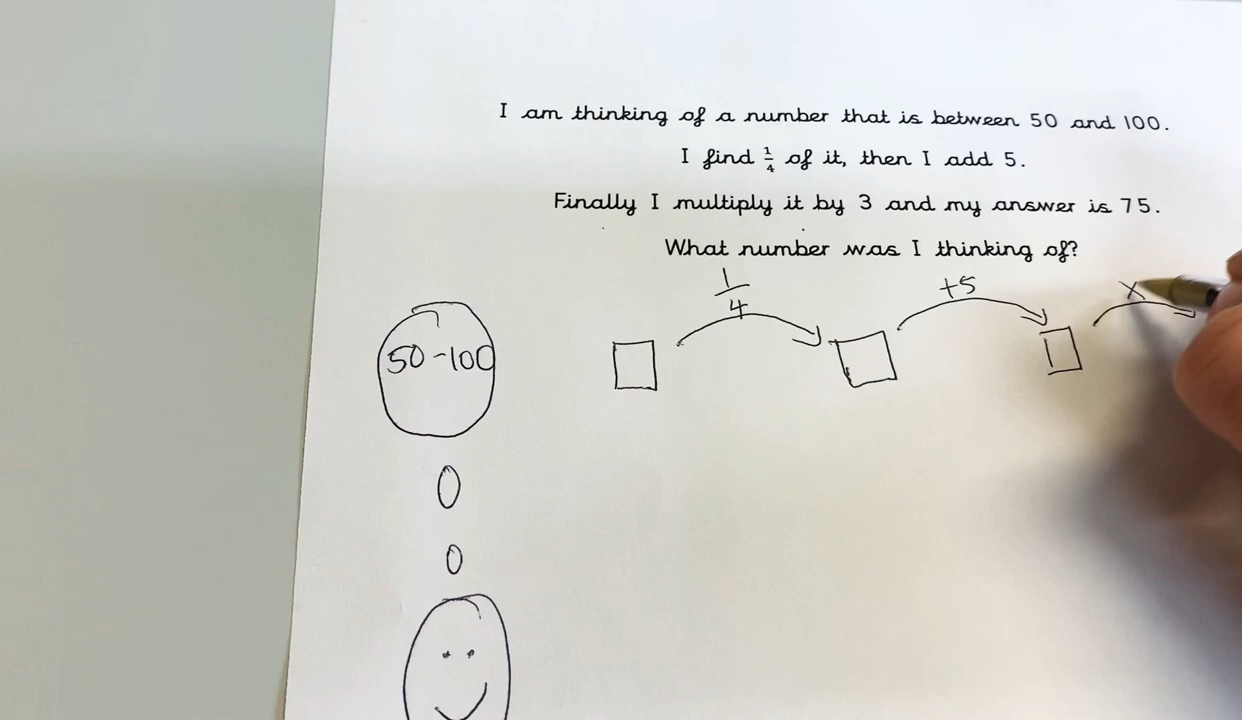 I am thinking of a number that is between 50 and 100.
I find 1/4 of it, then I add 5.
Finally I multiply it by 3 and my answer is 75.
What number was I thinking of?
1/4 +5 x
50-100